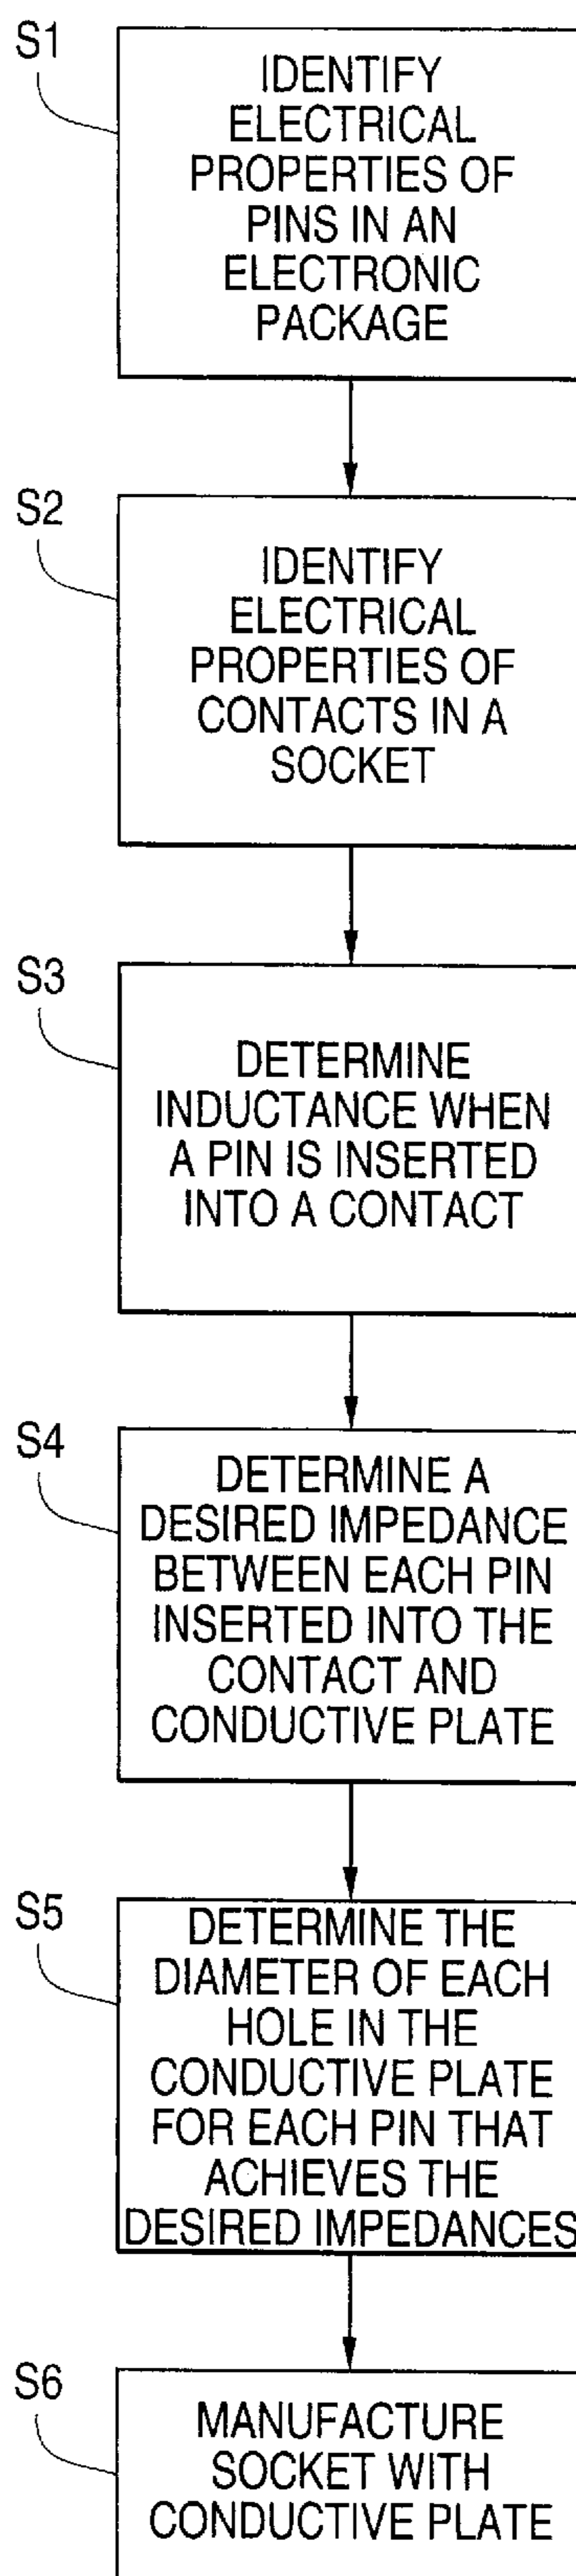 S1
IDENTIFY
ELECTRICAL
PROPERTIES OF
PINS IN AN
ELECTRONIC
PACKAGE
S2
IDENTIFY
ELECTRICAL
PROPERTIES OF
CONTACTS IN A
SOCKET
S3
DETERMINE
INDUCTANCE WHEN
A PIN IS INSERTED
INTO A CONTACT
S4
DETERMINE A
DESIRED IMPEDANCE
BETWEEN EACH PIN
INSERTED INTO THE
CONTACT AND
CONDUCTIVE PLATE
S5
DETERMINE THE
DIAMETER OF EACH
HOLE IN THE
CONDUCTIVE PLATE
FOR EACH PIN THAT
ACHIEVES THE
DESIRED IMPEDANCES
S6
MANUFACTURE
SOCKET WITH
CONDUCTIVE PLATE